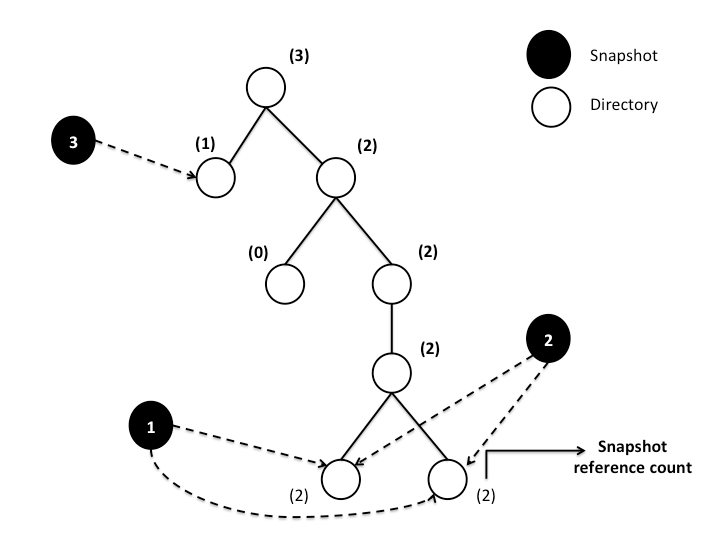 (3)
Snapshot
Directory
3
(1)
(2)
(0)
(2)
(2)
2
1
Snapshot
reference count
(2)
(2)